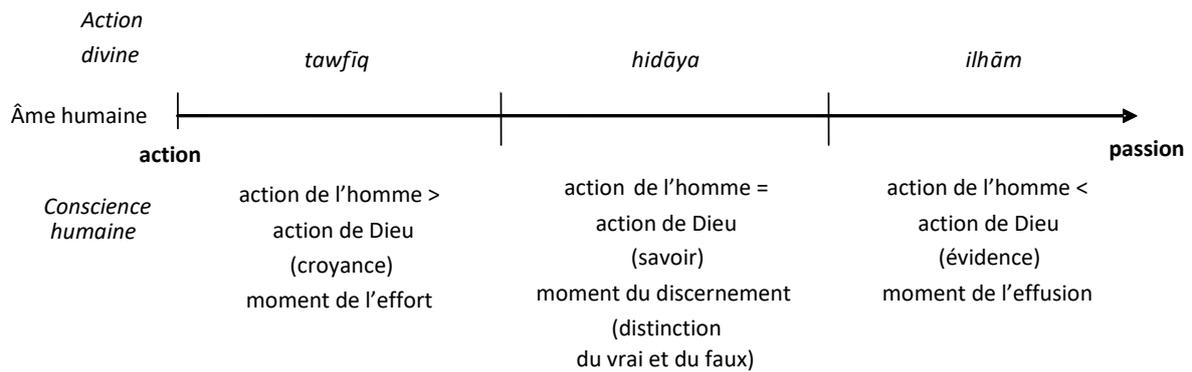 Action
divine
tawfīq
hidāya
ilhām
Âme humaine
action
passion
Conscience
humaine
action de l’homme >
action de Dieu
(croyance)
moment de l’effort
action de l’homme =
action de Dieu
(savoir)
moment du discernement
(distinction
du vrai et du faux)
action de l’homme <
action de Dieu
(évidence)
moment de l’effusion